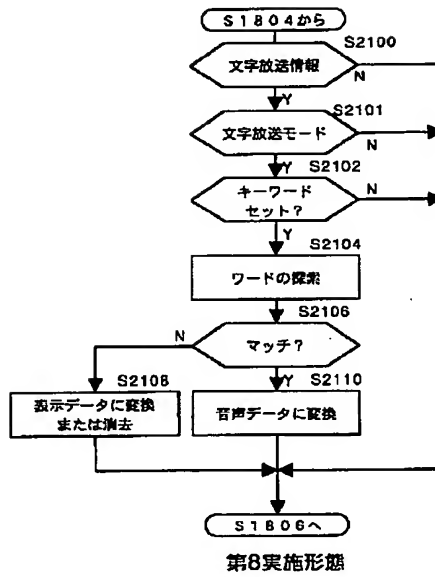 S1804から
S2100
文字放送情報
N
Y
S2101
文字放送モード
N
Y
S2102
キーワード
セット?
N
Y
S2104
ワードの探索
S2106
マッチ?
N
Y
S2108
表示データに変換
または消去
S2110
音声データに変換
S1806へ
第8実施形態